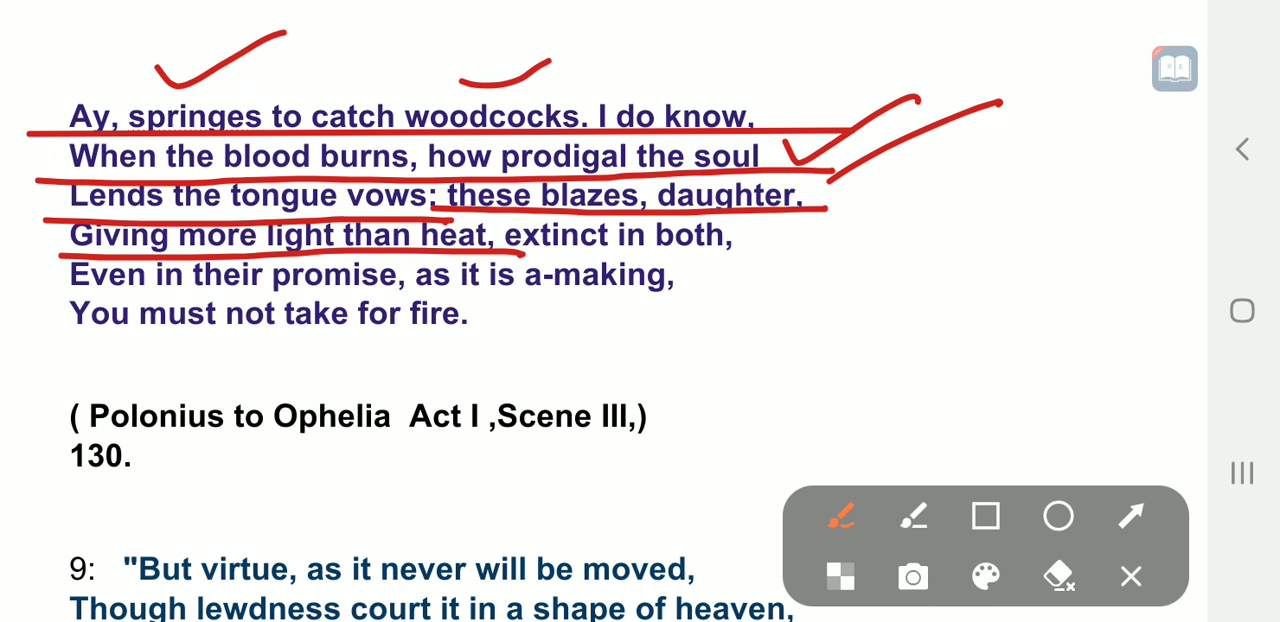 Ay, springes to catch woodcocks. I do know,
When the blood burns, how prodigal the soul
Lends the tongue vows; these blazes, daughter,
Giving more light than heat, extinct in both,
Even in their promise, as it is a-making,
You must not take for fire.
( Polonius to Ophelia Act I ,Scene III,)
130.
9: "But virtue, as it never will be moved,
Though lewdness court it in a shape of heaven,